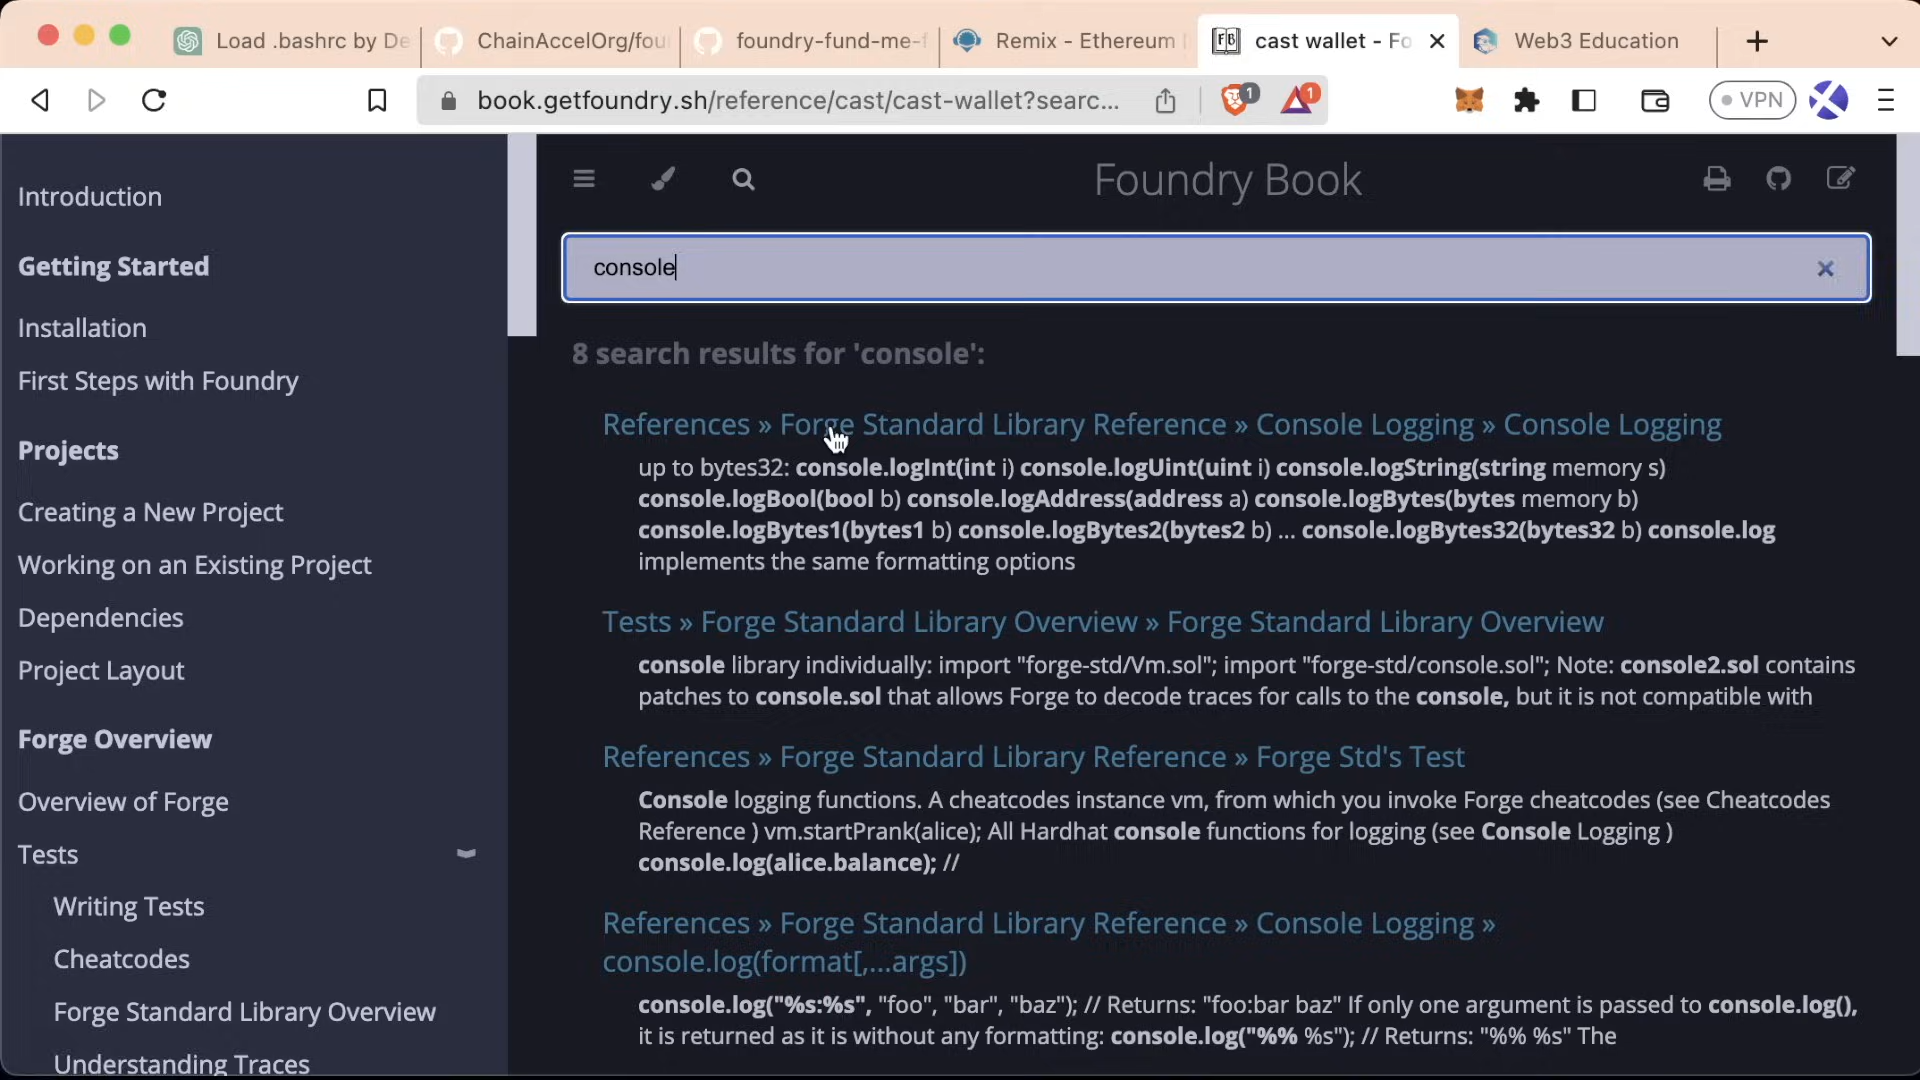 Load .bashrc by De
ChainAccelOrg/fou
foundry-fund-me-f
Remix - Ethereum
cast wallet - Fo
Web3 Education
book.getfoundry.sh/reference/cast/cast-wallet?searc...
1
1
VPN
Introduction
Getting Started
Installation
First Steps with Foundry
Projects
Creating a New Project
Working on an Existing Project
Dependencies
Project Layout
Forge Overview
Overview of Forge
Tests
Writing Tests
Cheatcodes
Forge Standard Library Overview
Understanding Traces
Foundry Book
console
8 search results for 'console':
References » Forge Standard Library Reference » Console Logging » Console Logging
up to bytes32: console.logInt(int i) console.logUint(uint i) console.logString(string memory s)
console.logBool(bool b) console.logAddress(address a) console.logBytes(bytes memory b)
console.logBytes1(bytes1 b) console.logBytes2(bytes2 b) ... console.logBytes32(bytes32 b) console.log
implements the same formatting options
Tests » Forge Standard Library Overview » Forge Standard Library Overview
console library individually: import "forge-std/Vm.sol"; import "forge-std/console.sol"; Note: console2.sol contains
patches to console.sol that allows Forge to decode traces for calls to the console, but it is not compatible with
References » Forge Standard Library Reference » Forge Std's Test
Console logging functions. A cheatcodes instance vm, from which you invoke Forge cheatcodes (see Cheatcodes
Reference ) vm.startPrank(alice); All Hardhat console functions for logging (see Console Logging )
console.log(alice.balance); //
References » Forge Standard Library Reference » Console Logging »
console.log(format[,...args])
console.log("%s:%s", "foo", "bar", "baz"); // Returns: "foo:bar baz" If only one argument is passed to console.log(),
it is returned as it is without any formatting: console.log("%% %s"); // Returns: "%% %s" The